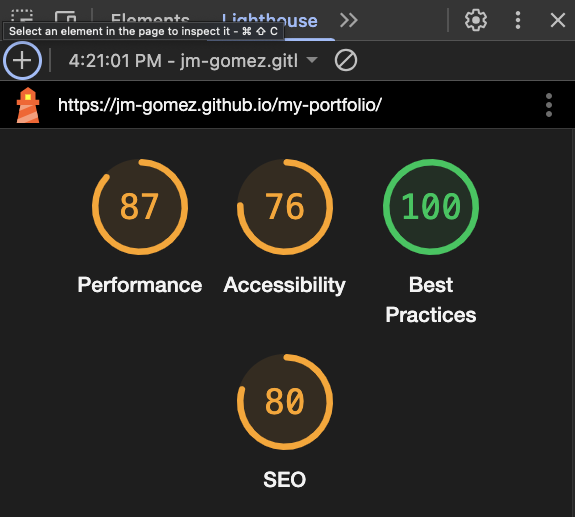 Elements Lighthouse
Select an element in the page to inspect it - ⌘ ⇧ C
4:21:01 PM - jm-gomez.gitl
https://jm-gomez.github.io/my-portfolio/
87 76 100
Performance Accessibility Best
Practices
80
SEO